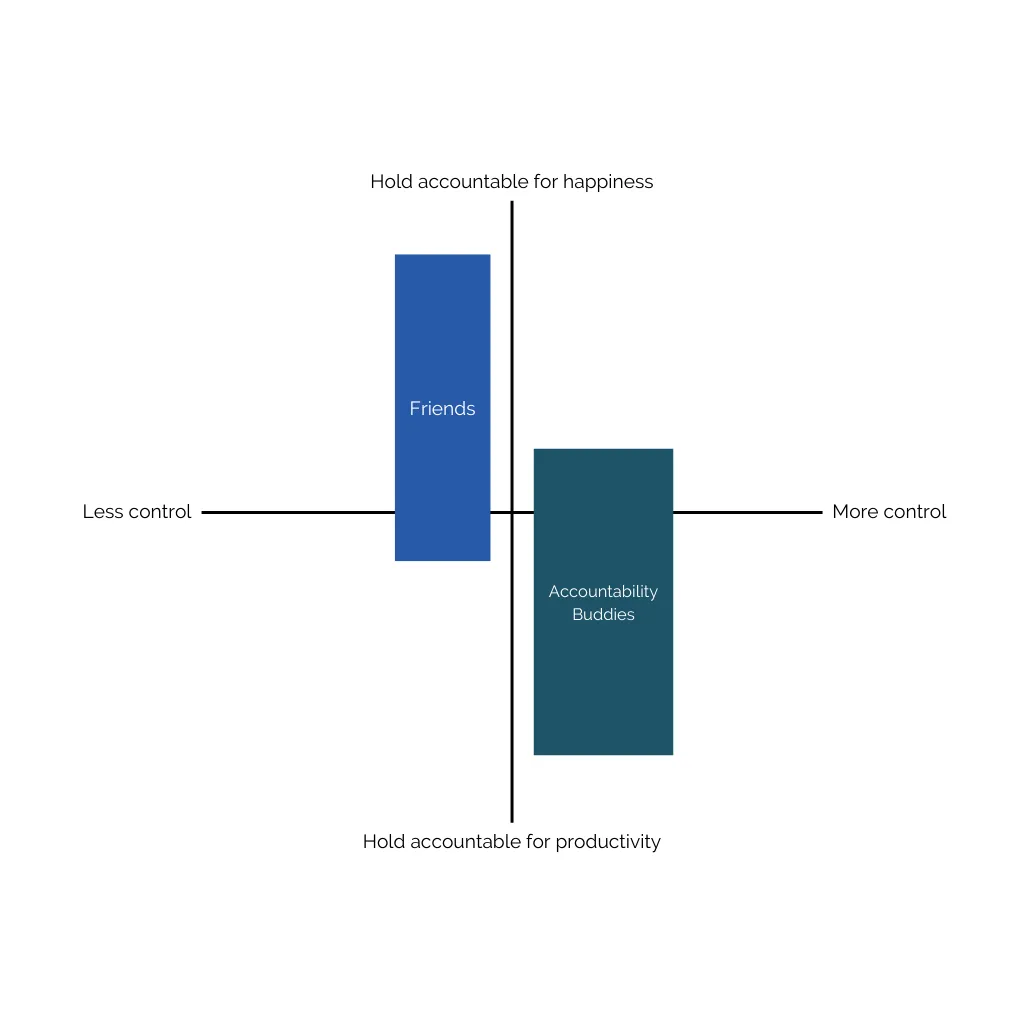 Hold accountable for happiness
Friends
Less control
More control
Accountability
Buddies
Hold accountable for productivity